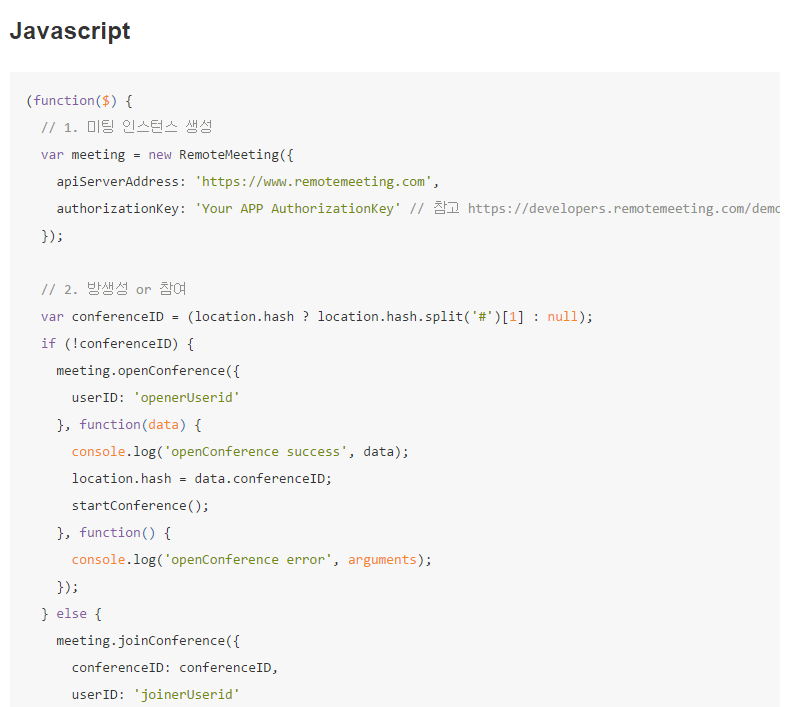 Javascript
(function($) {
// 1. 미팅 인스턴스 생성
var meeting = new RemoteMeeting({
apiServerAddress: 'https://www.remotemeeting.com',
authorizationKey: 'Your APP AuthorizationKey' // 참고 https://developers.remotemeeting.com/demo
});
// 2. 방생성 or 참여
var conferenceID = (location.hash ? location.hash.split('#')[1] : null);
if (!conferenceID) {
meeting.openConference({
userID: 'openerUserid'
}, function(data) {
console.log('openConference success', data);
location.hash = data.conferenceID;
startConference();
}, function() {
console.log('openConference error', arguments);
});
} else {
meeting.joinConference({
conferenceID: conferenceID,
userID: 'joinerUserid'